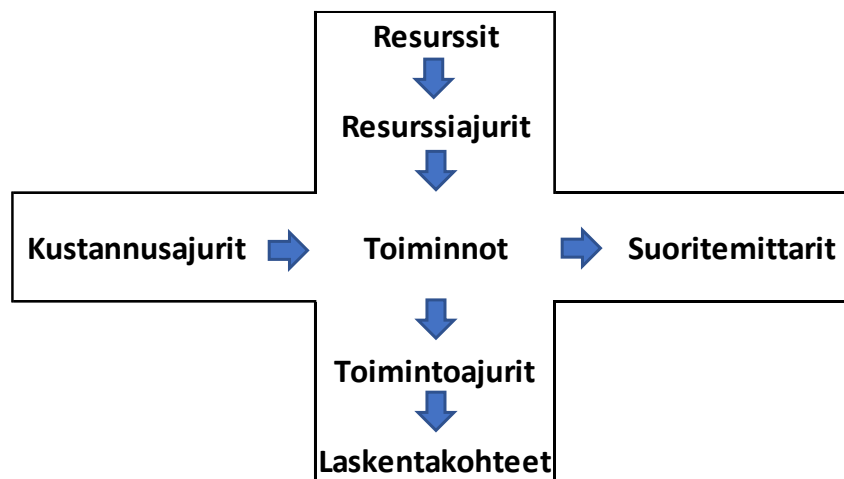 Resurssit
Resurssiajurit
Kustannusajurit
Toiminnot
Suoritemittarit
Toimintoajurit
Laskentakohteet